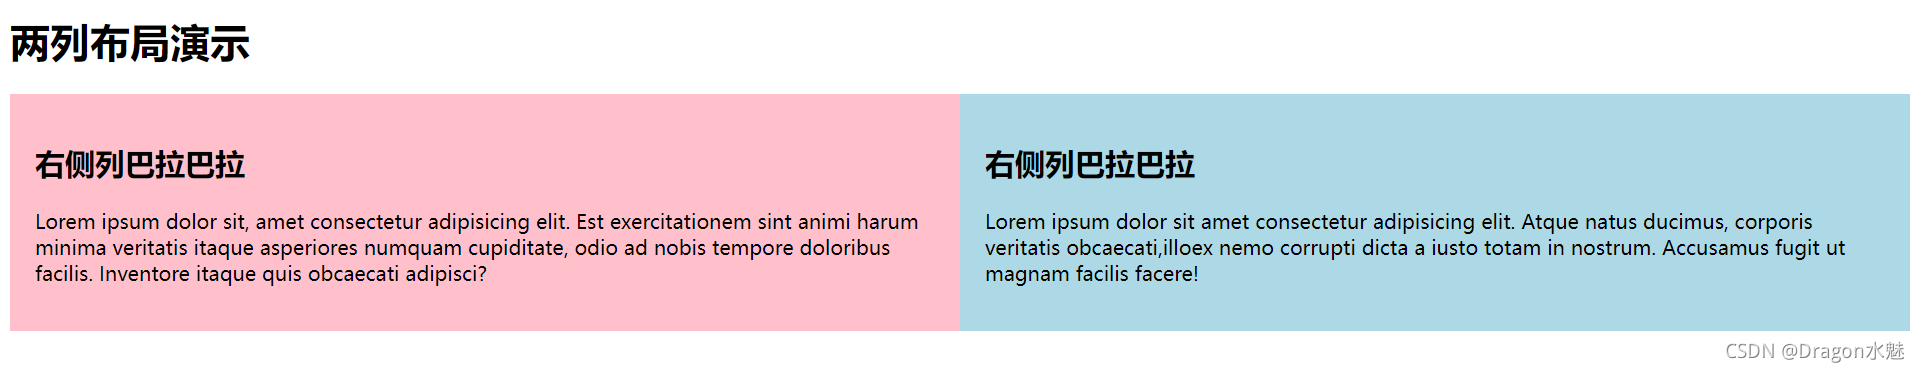 两列布局演示
右侧列巴拉巴拉
Lorem ipsum dolor sit, amet consectetur adipisicing elit. Est exercitationem sint animi harum
minima veritatis itaque asperiores numquam cupiditate, odio ad nobis tempore doloribus
facilis. Inventore itaque quis obcaecati adipisci?
右侧列巴拉巴拉
Lorem ipsum dolor sit amet consectetur adipisicing elit. Atque natus ducimus, corporis
veritatis obcaecati,illoex nemo corrupti dicta a iusto totam in nostrum. Accusamus fugit ut
magnam facilis facere!
CSDN @Dragon水魅